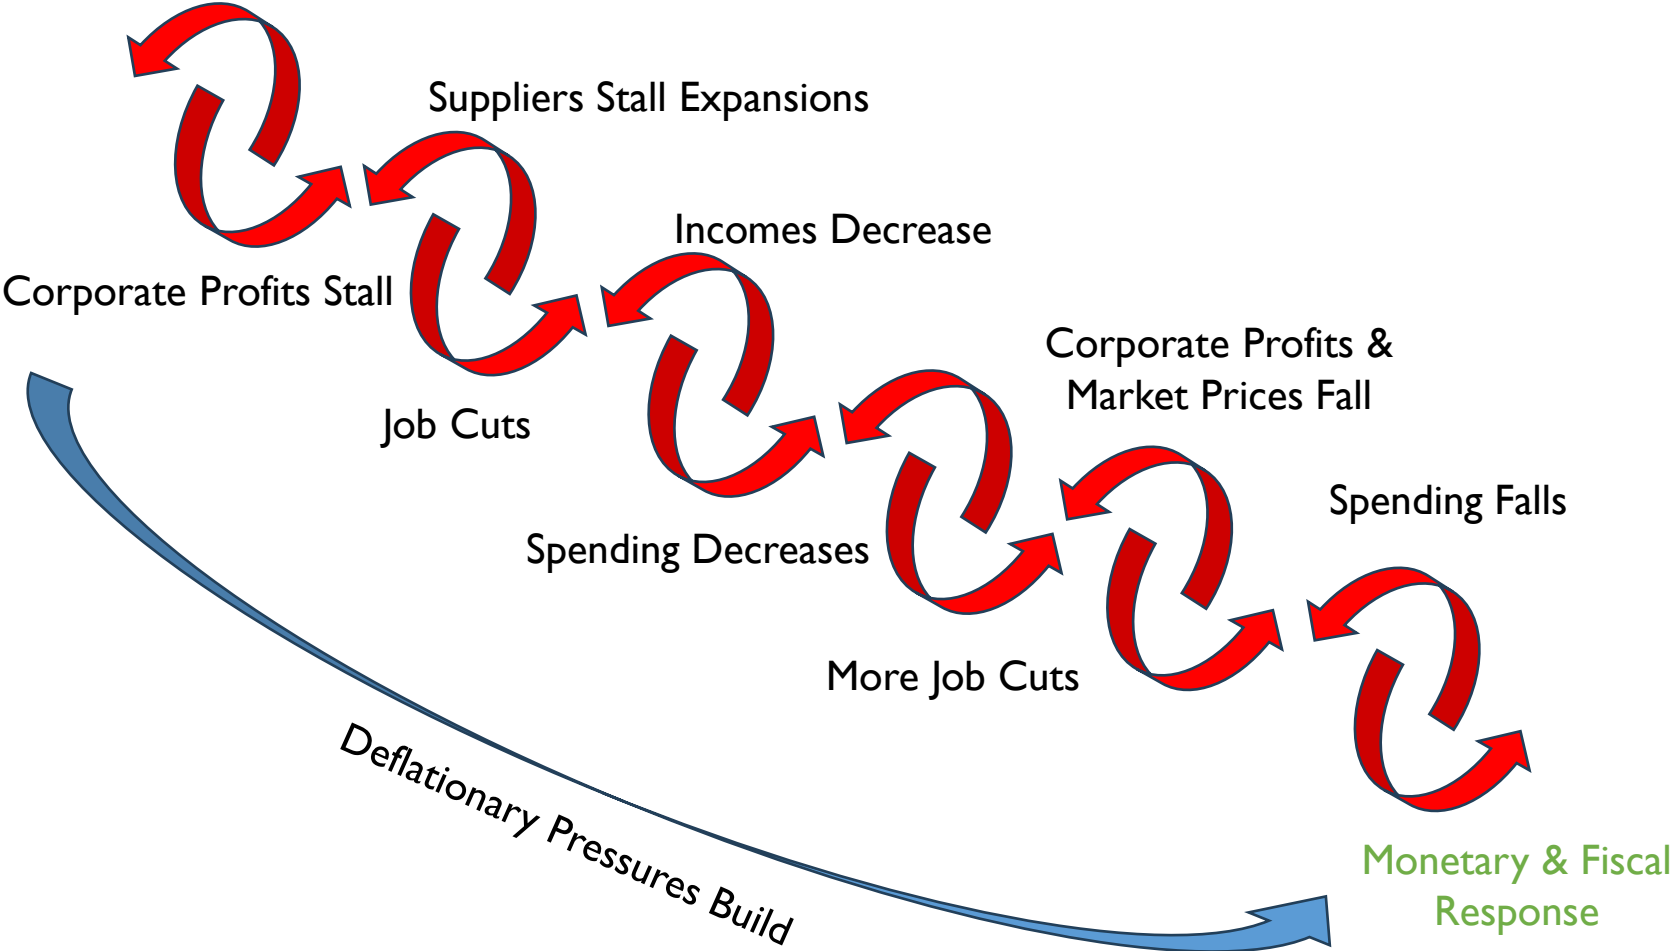 Suppliers Stall Expansions
Incomes Decrease
Corporate Profits Stall
Corporate Profits &
Market Prices Fall
Job Cuts
Spending Falls
Spending Decreases
More Job Cuts
Deflationary Pressures Build
Monetary & Fiscal
Response